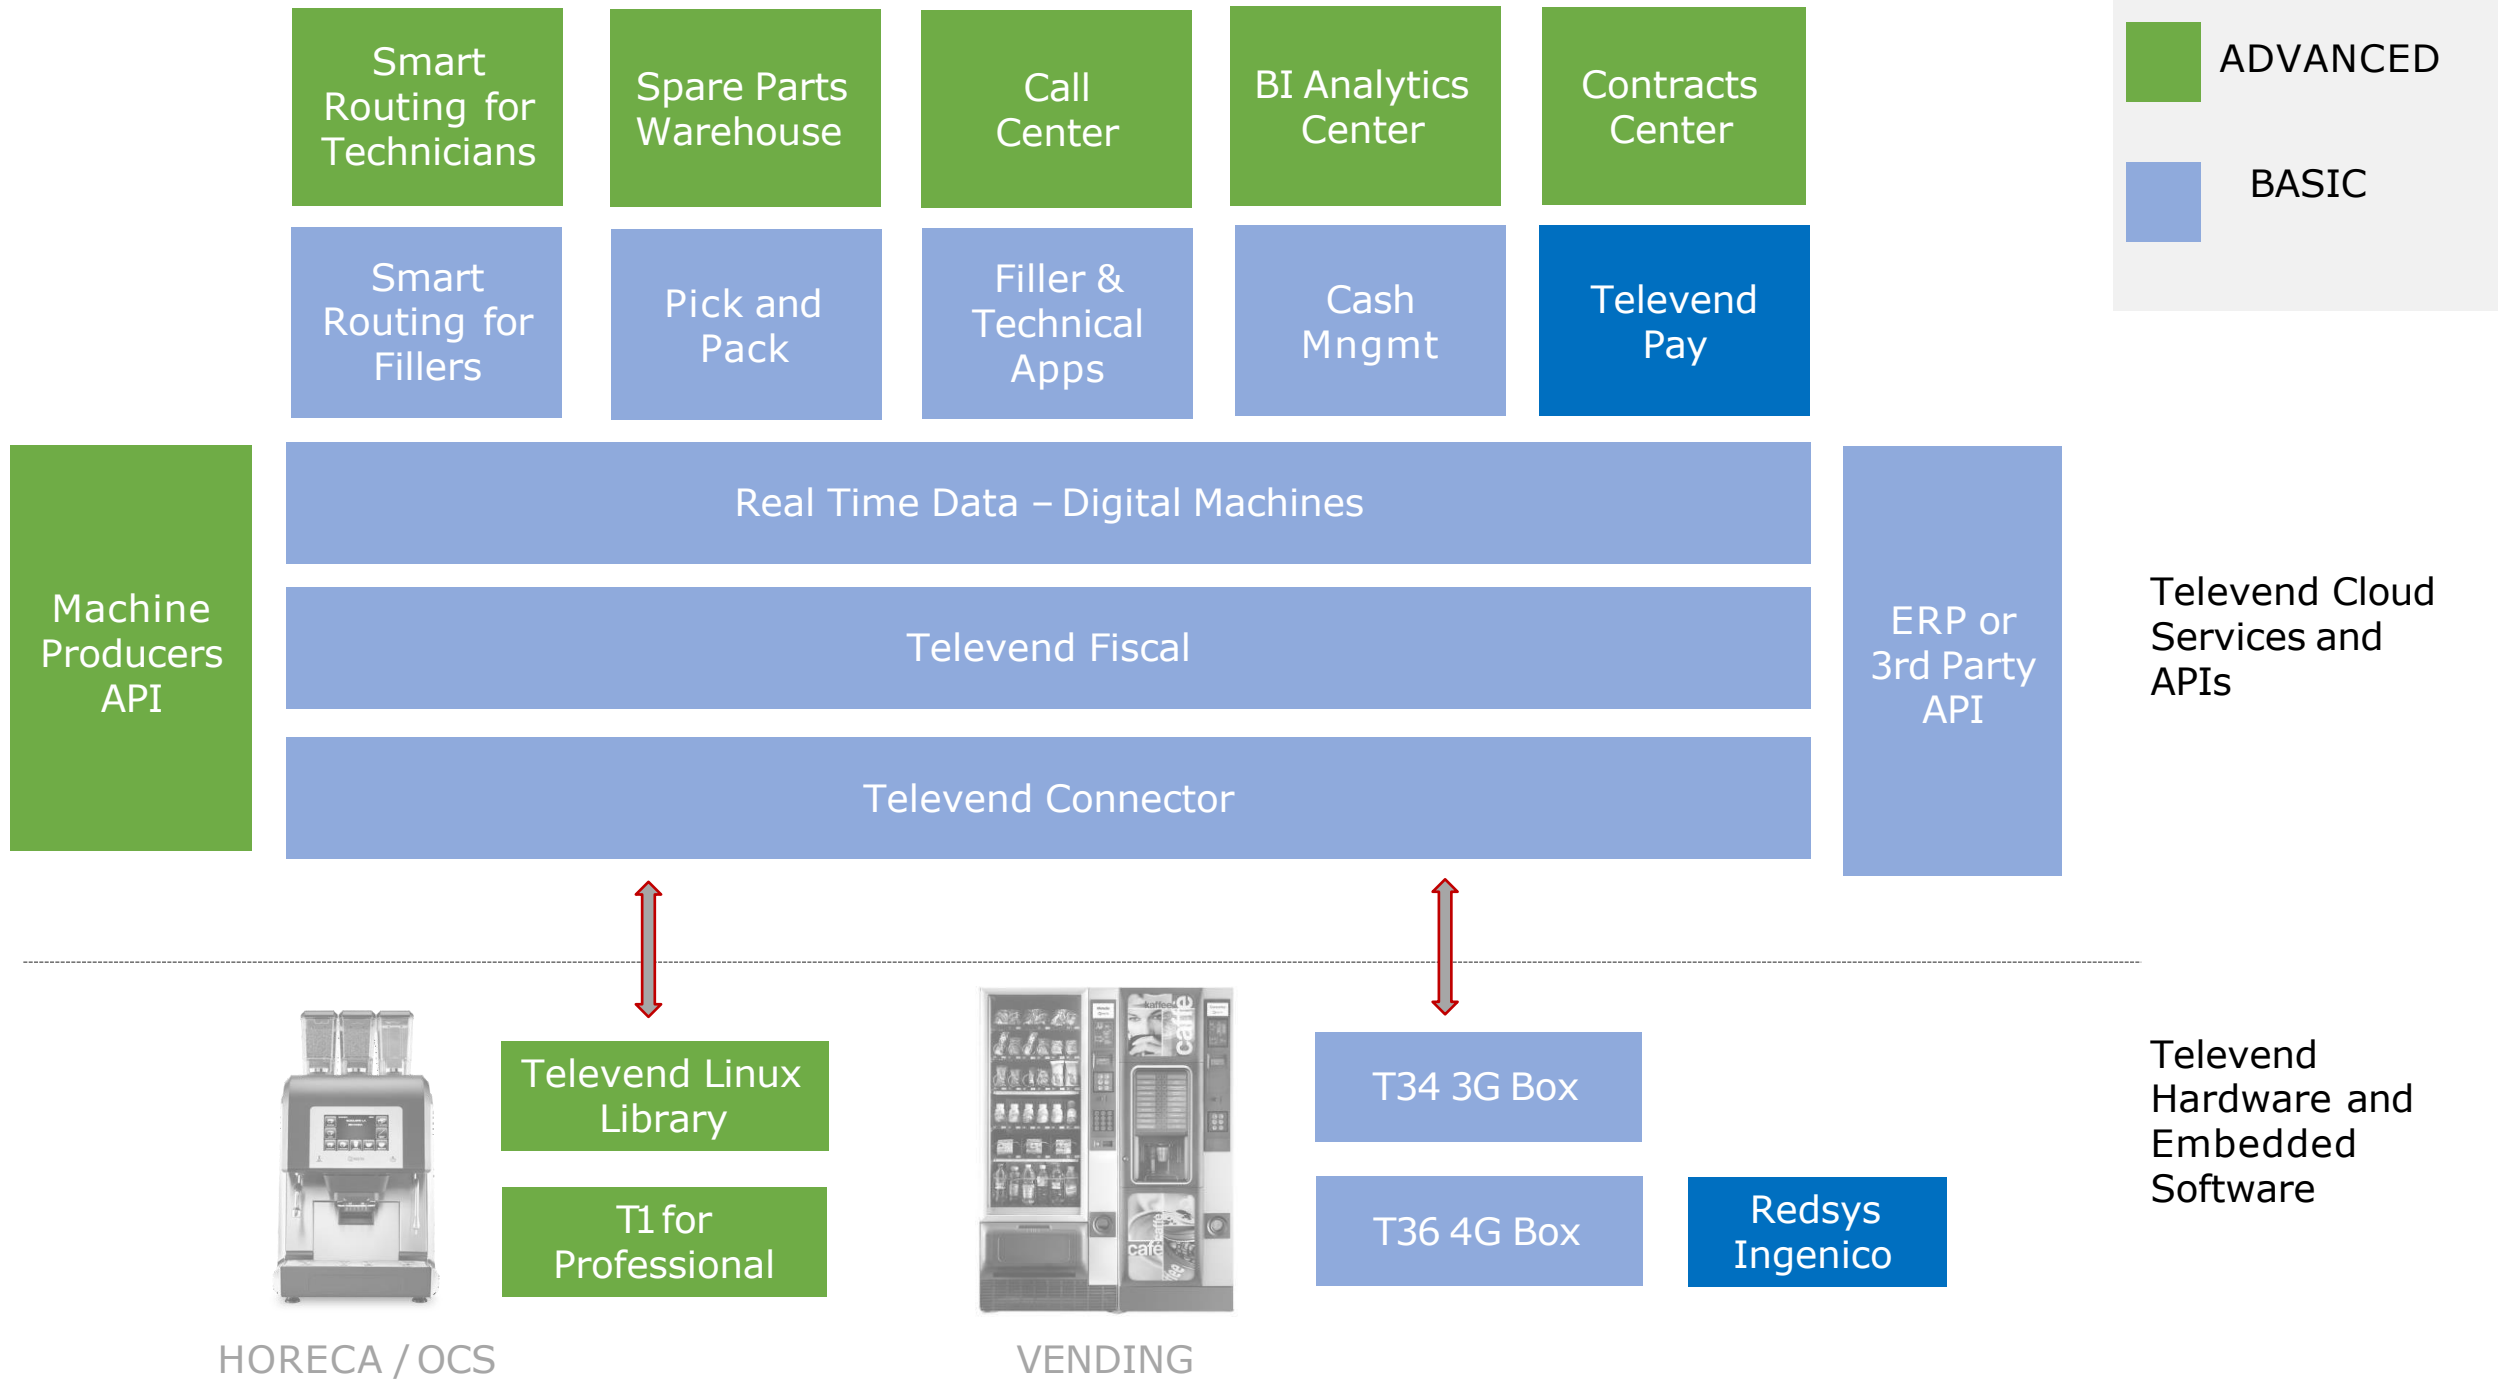 Smart
Routing for
Technicians
Spare Parts
Warehouse
Call
Center
BI Analytics
Center
Contracts
Center
ADVANCED
BASIC
Smart
Routing for
Fillers
Pick and
Pack
Filler &
Technical
Apps
Cash
Mngmt
Televend
Pay
Machine
Producers
API
Real Time Data – Digital Machines
Televend Fiscal
Televend Connector
ERP or
3rd Party
API
Televend Cloud
Services and
APIs
Televend Linux
Library
T1 for
Professional
kaffee
café
café
T34 3G Box
T36 4G Box
Redsys
Ingenico
Televend
Hardware and
Embedded
Software
HORECA / OCS
VENDING